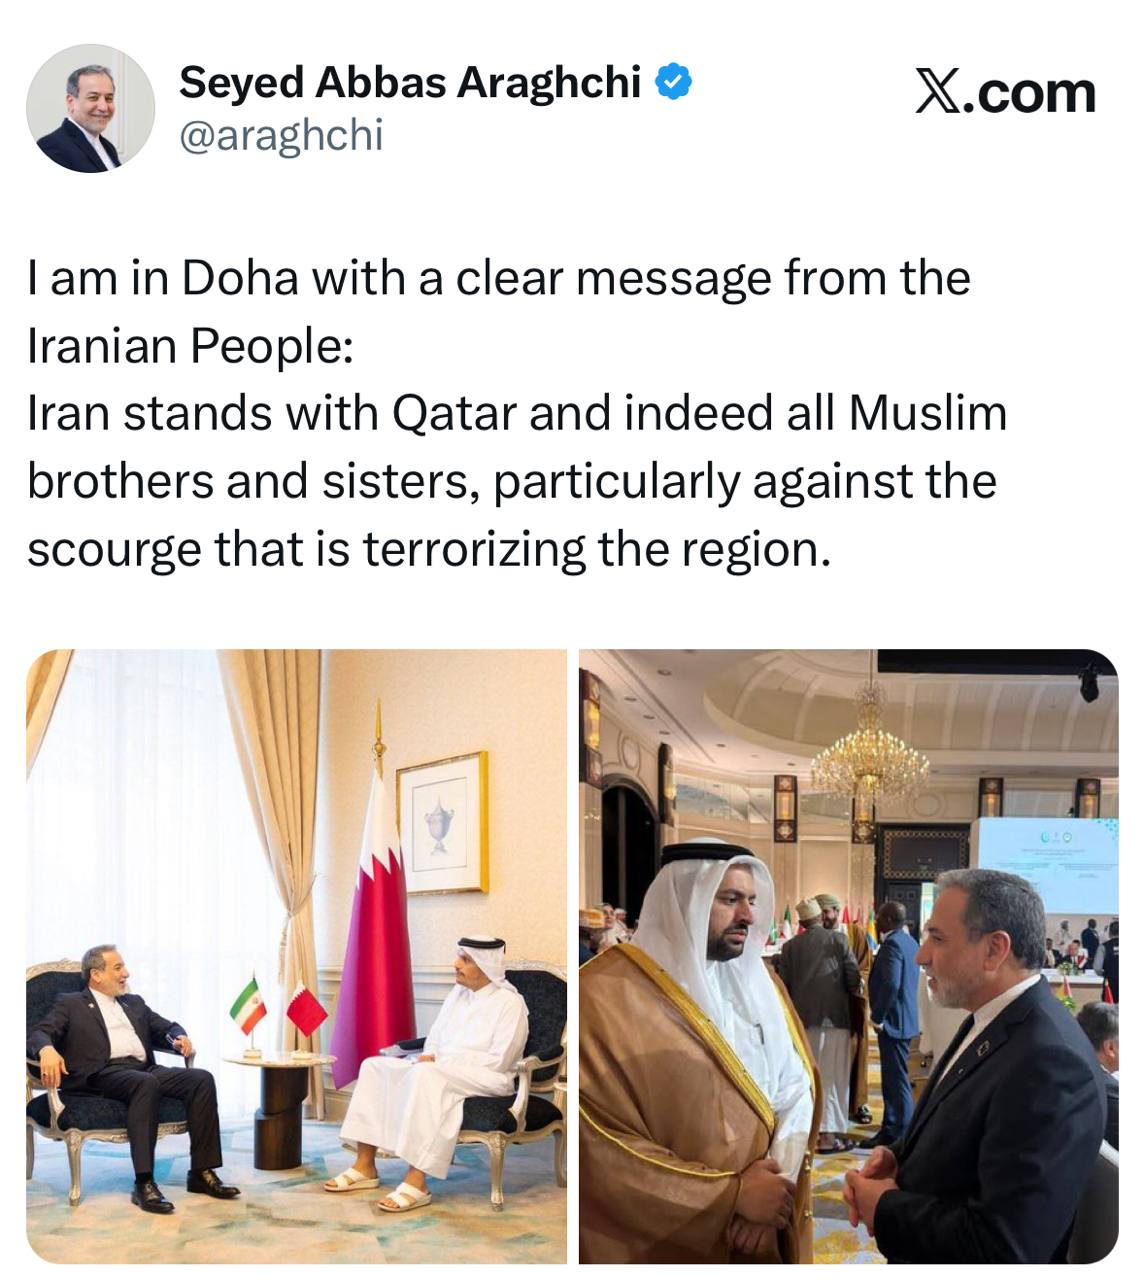 Seyed Abbas Araghchi
X.com
@araghchi
I am in Doha with a clear message from the
Iranian People:
Iran stands with Qatar and indeed all Muslim
brothers and sisters, particularly against the
scourge that is terrorizing the region.